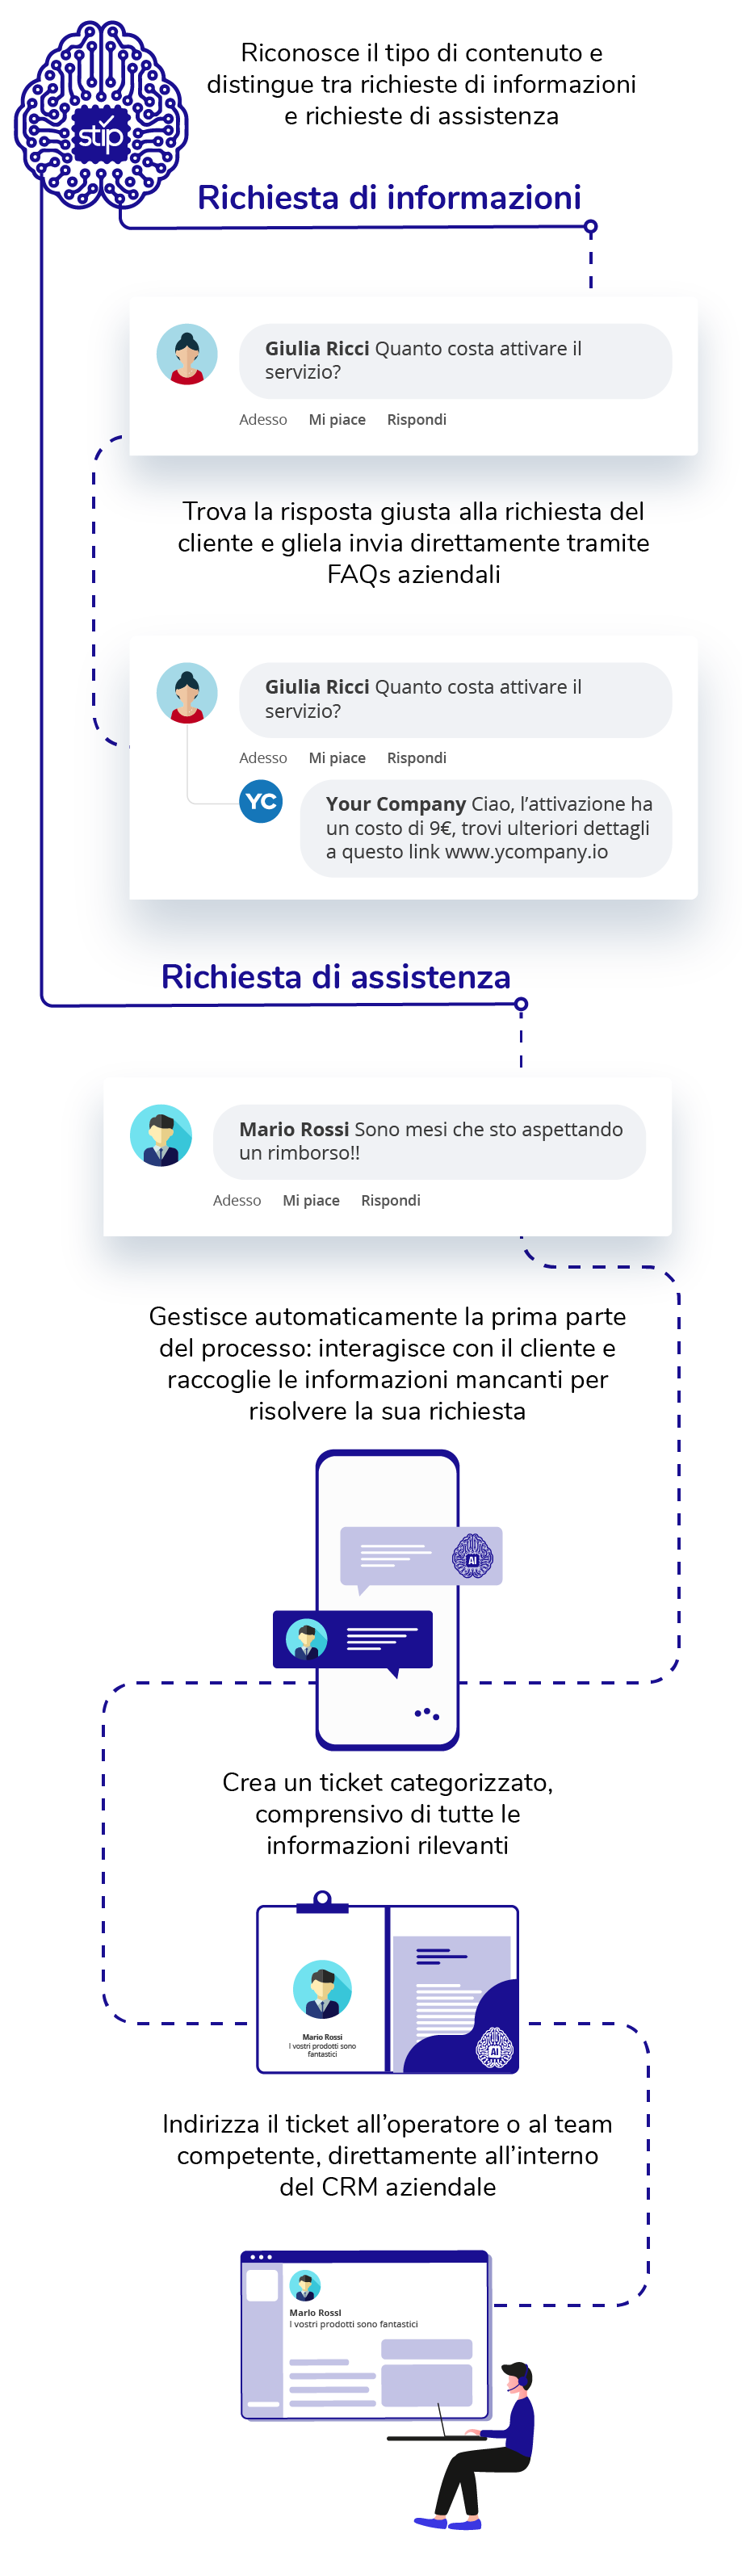 stip
Riconosce il tipo di contenuto e
distingue tra richieste di informazioni
e richieste di assistenza
Richiesta di informazioni
Giulia Ricci Quanto costa attivare il
servizio?
Adesso Mi piace Rispondi
Trova la risposta giusta alla richiesta del
cliente e gliela invia direttamente tramite
FAQs aziendali
Giulia Ricci Quanto costa attivare il
servizio?
Adesso Mi piace Rispondi
YC
Your Company Ciao, l'attivazione ha
un costo di 9€, trovi ulteriori dettagli
a questo link www.ycompany.io
Richiesta di assistenza
Mario Rossi Sono mesi che sto aspettando
un rimborso!!
Adesso Mi piace Rispondi
Gestisce automaticamente la prima parte
del processo: interagisce con il cliente e
raccoglie le informazioni mancanti per
risolvere la sua richiesta
AI
Crea un ticket categorizzato,
comprensivo di tutte le
informazioni rilevanti
Mario Rossi
I vostri prodotti sono
fantastici
AI
Indirizza il ticket all'operatore o al team
competente, direttamente all'interno
del CRM aziendale
Mario Rossi
I vostri prodotti sono fantastici